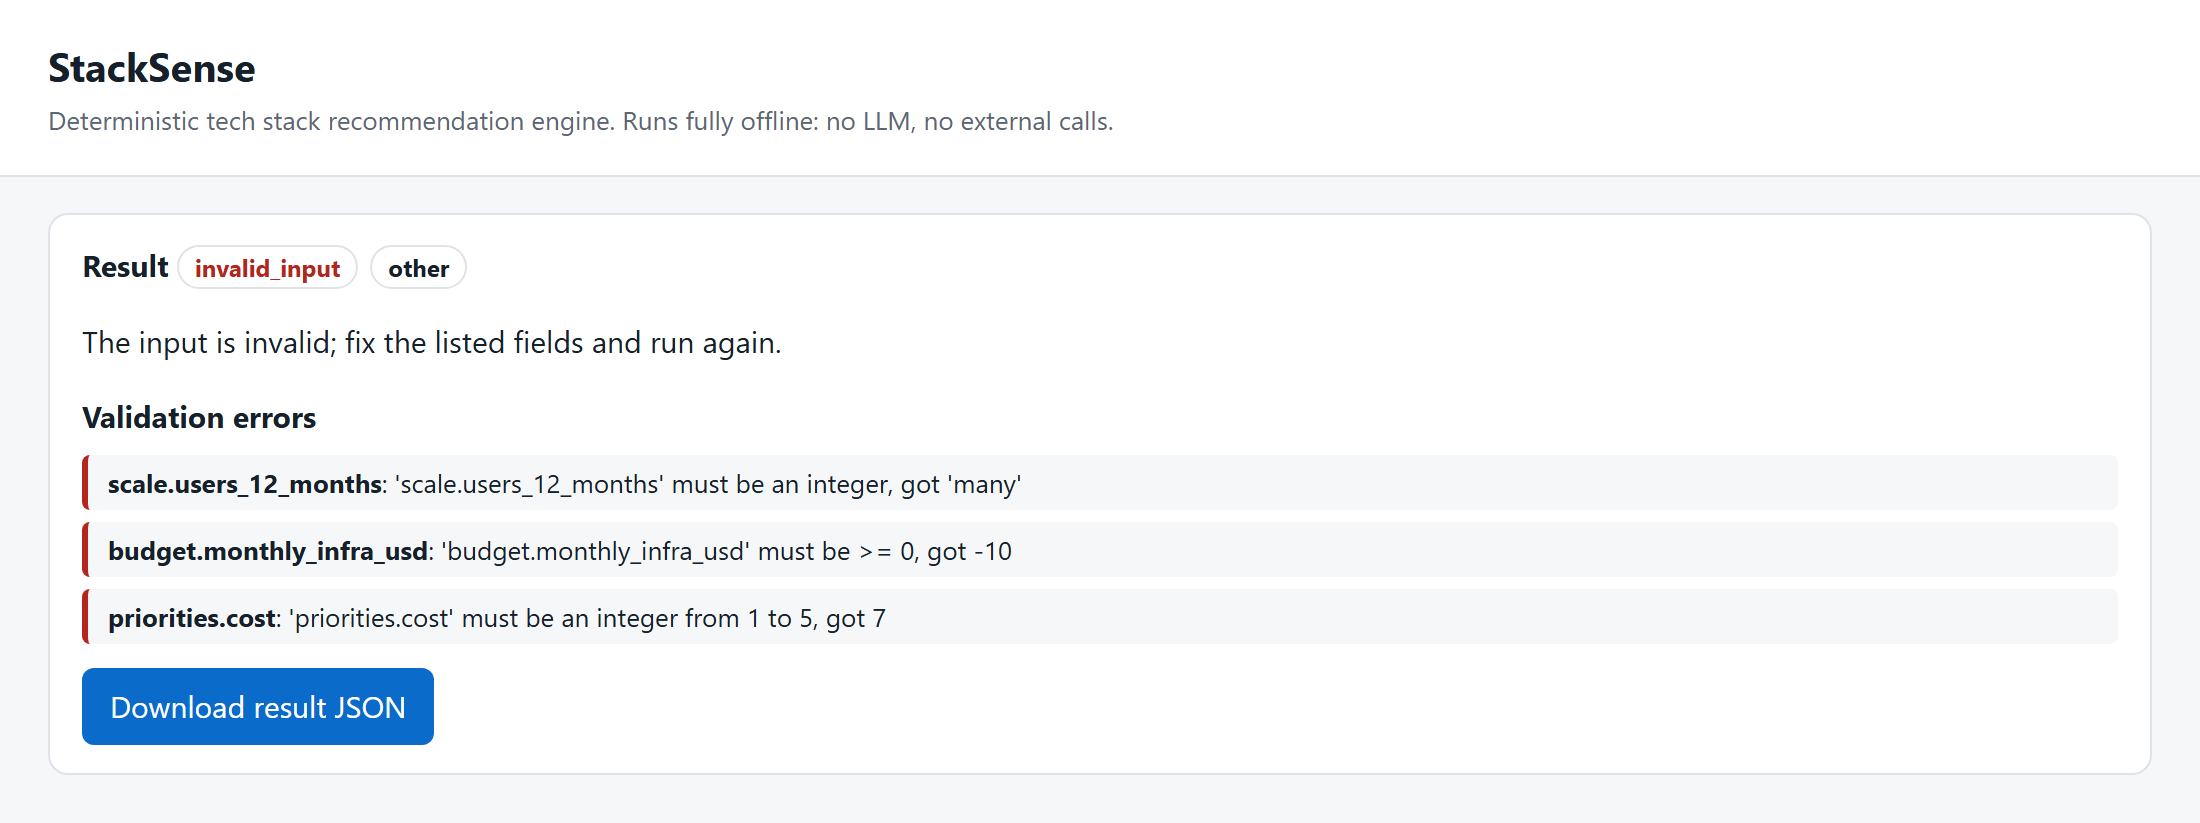 StackSense
Deterministic tech stack recommendation engine. Runs fully offline: no LLM, no external calls.
Result invalid_input other
The input is invalid; fix the listed fields and run again.
Validation errors
scale.users_12_months: 'scale.users_12_months' must be an integer, got 'many'
budget.monthly_infra_usd: 'budget.monthly_infra_usd' must be >= 0, got -10
priorities.cost: 'priorities.cost' must be an integer from 1 to 5, got 7
Download result JSON